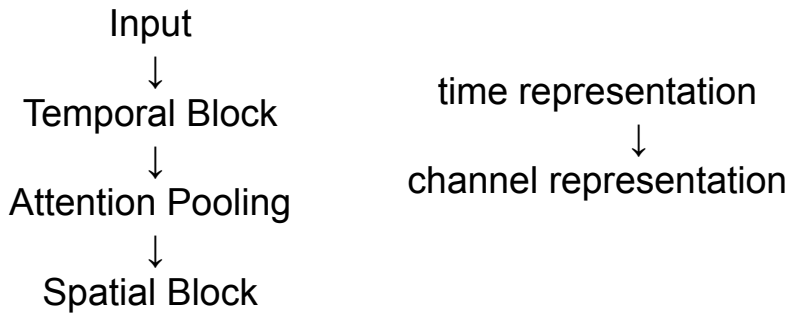 Input
↓
Temporal Block
↓
Attention Pooling
↓
Spatial Block
time representation
↓
channel representation